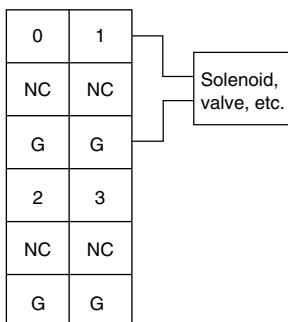 0 1
NC NC
G G
2 3
NC NC
G G
Solenoid,
valve, etc.